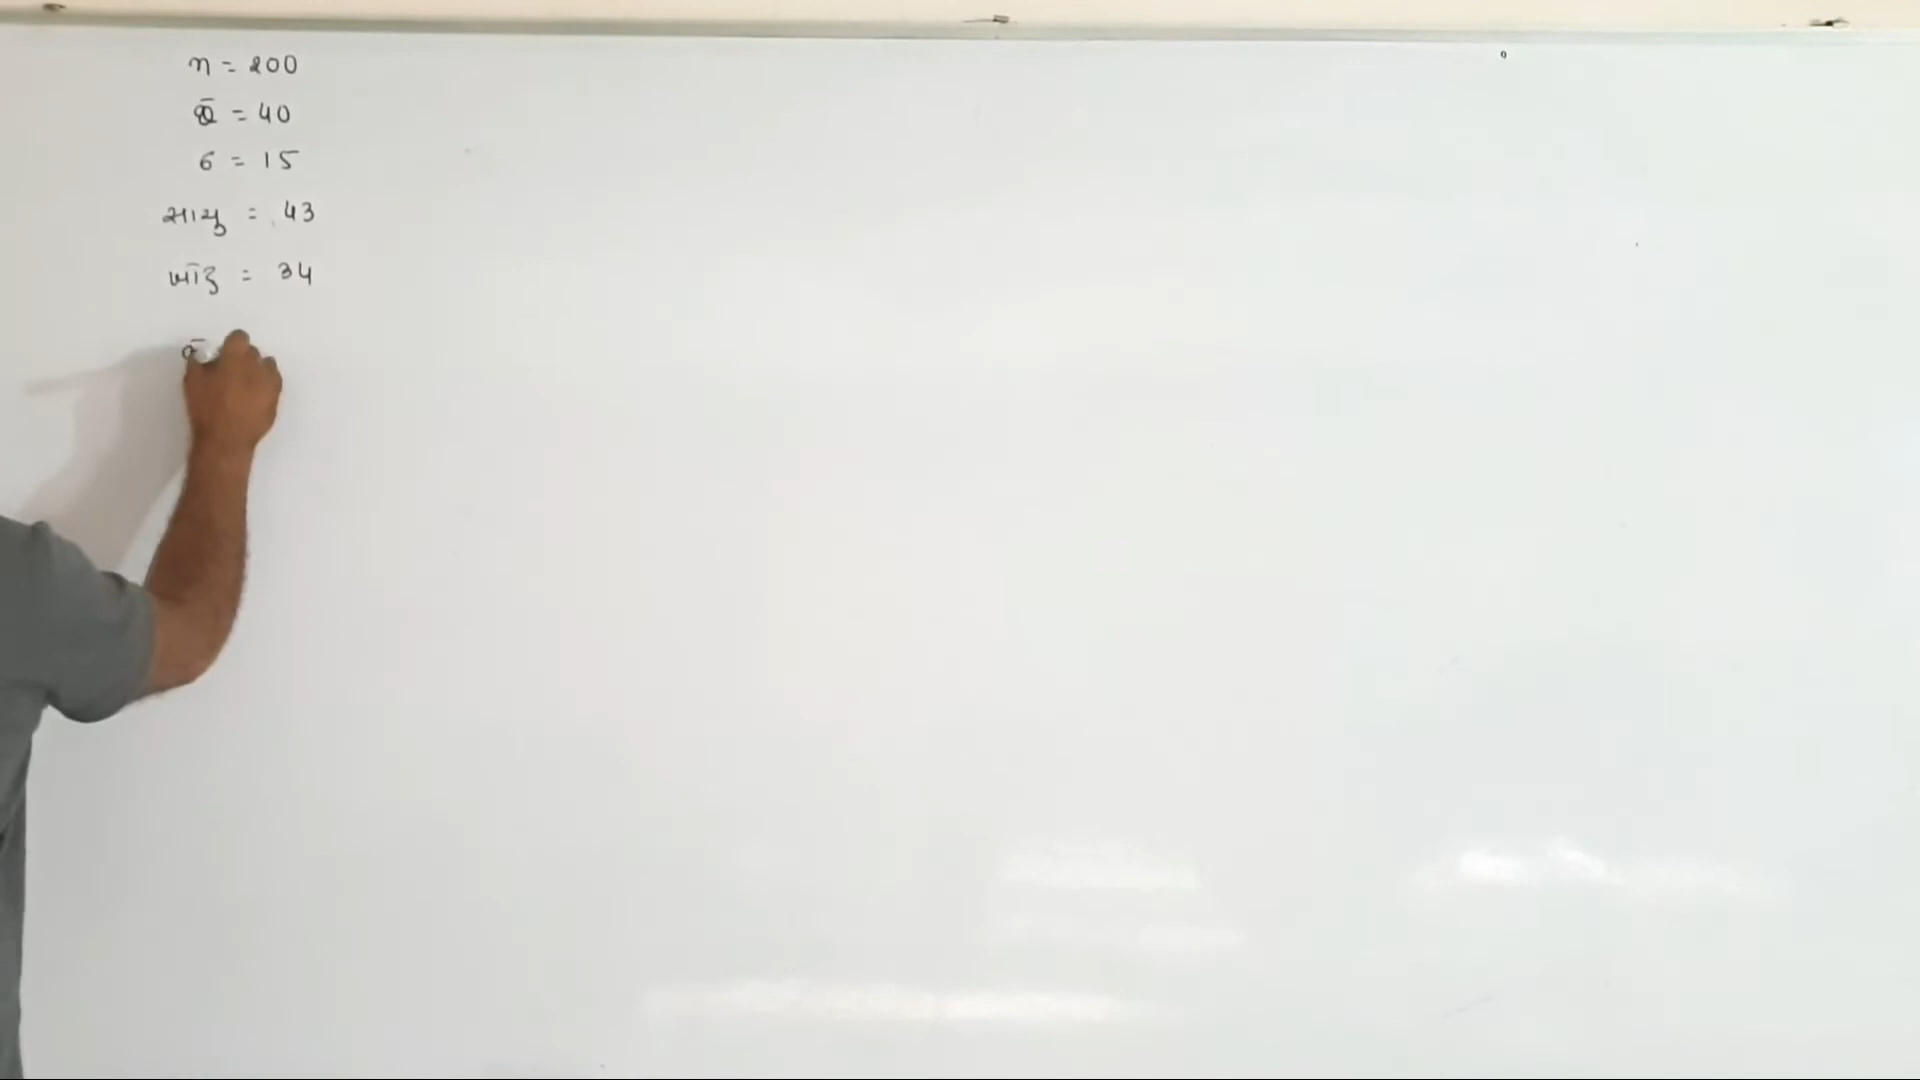 n = 200
x̄ = 40
σ = 15
સાચુ = 43
ખોટુ = 34